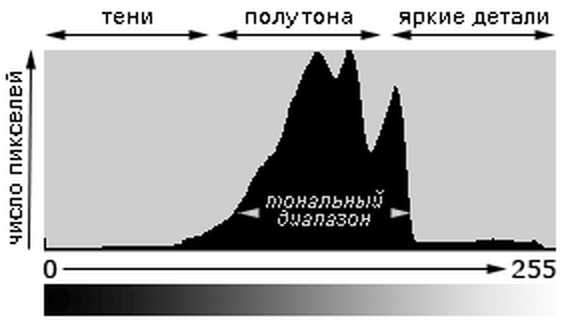 тени полутона яркие детали
число пикселей
тональный
диапазон
0 255